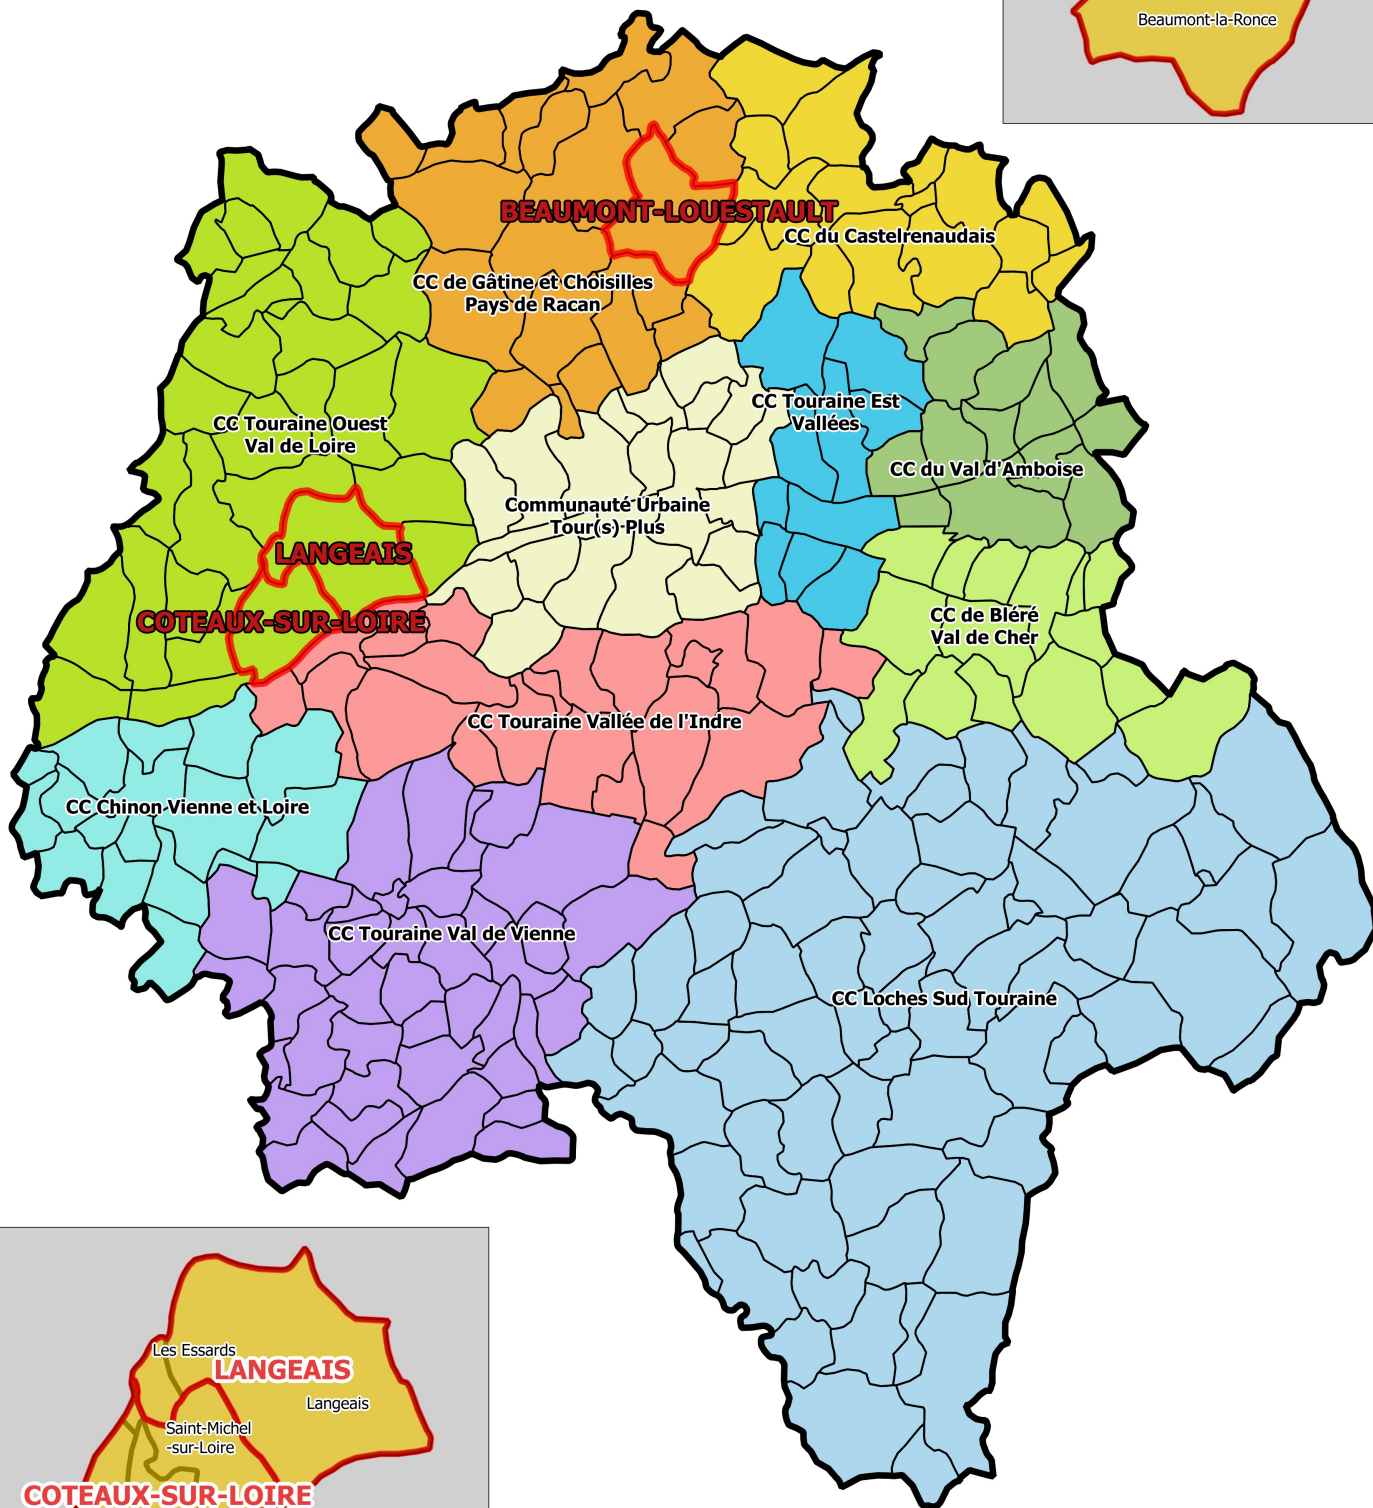 Beaumont-la-Ronce
BEAUMONT-LOUESTAULT
CC du Castelrenaudais
CC de Gâtine et Choisilles
Pays de Racan
CC Touraine Est
Vallées
CC Touraine Ouest
Val de Loire
CC du Val d'Amboise
Communauté Urbaine
Tour(s) Plus
LANGEAIS
COTEAUX-SUR-LOIRE
CC de Bléré
Val de Cher
CC Touraine Vallée de l'Indre
CC Chinon Vienne et Loire
CC Touraine Val de Vienne
CC Loches Sud Touraine
Les Essards
LANGEAIS
Langeais
Saint-Michel
-sur-Loire
COTEAUX-SUR-LOIRE